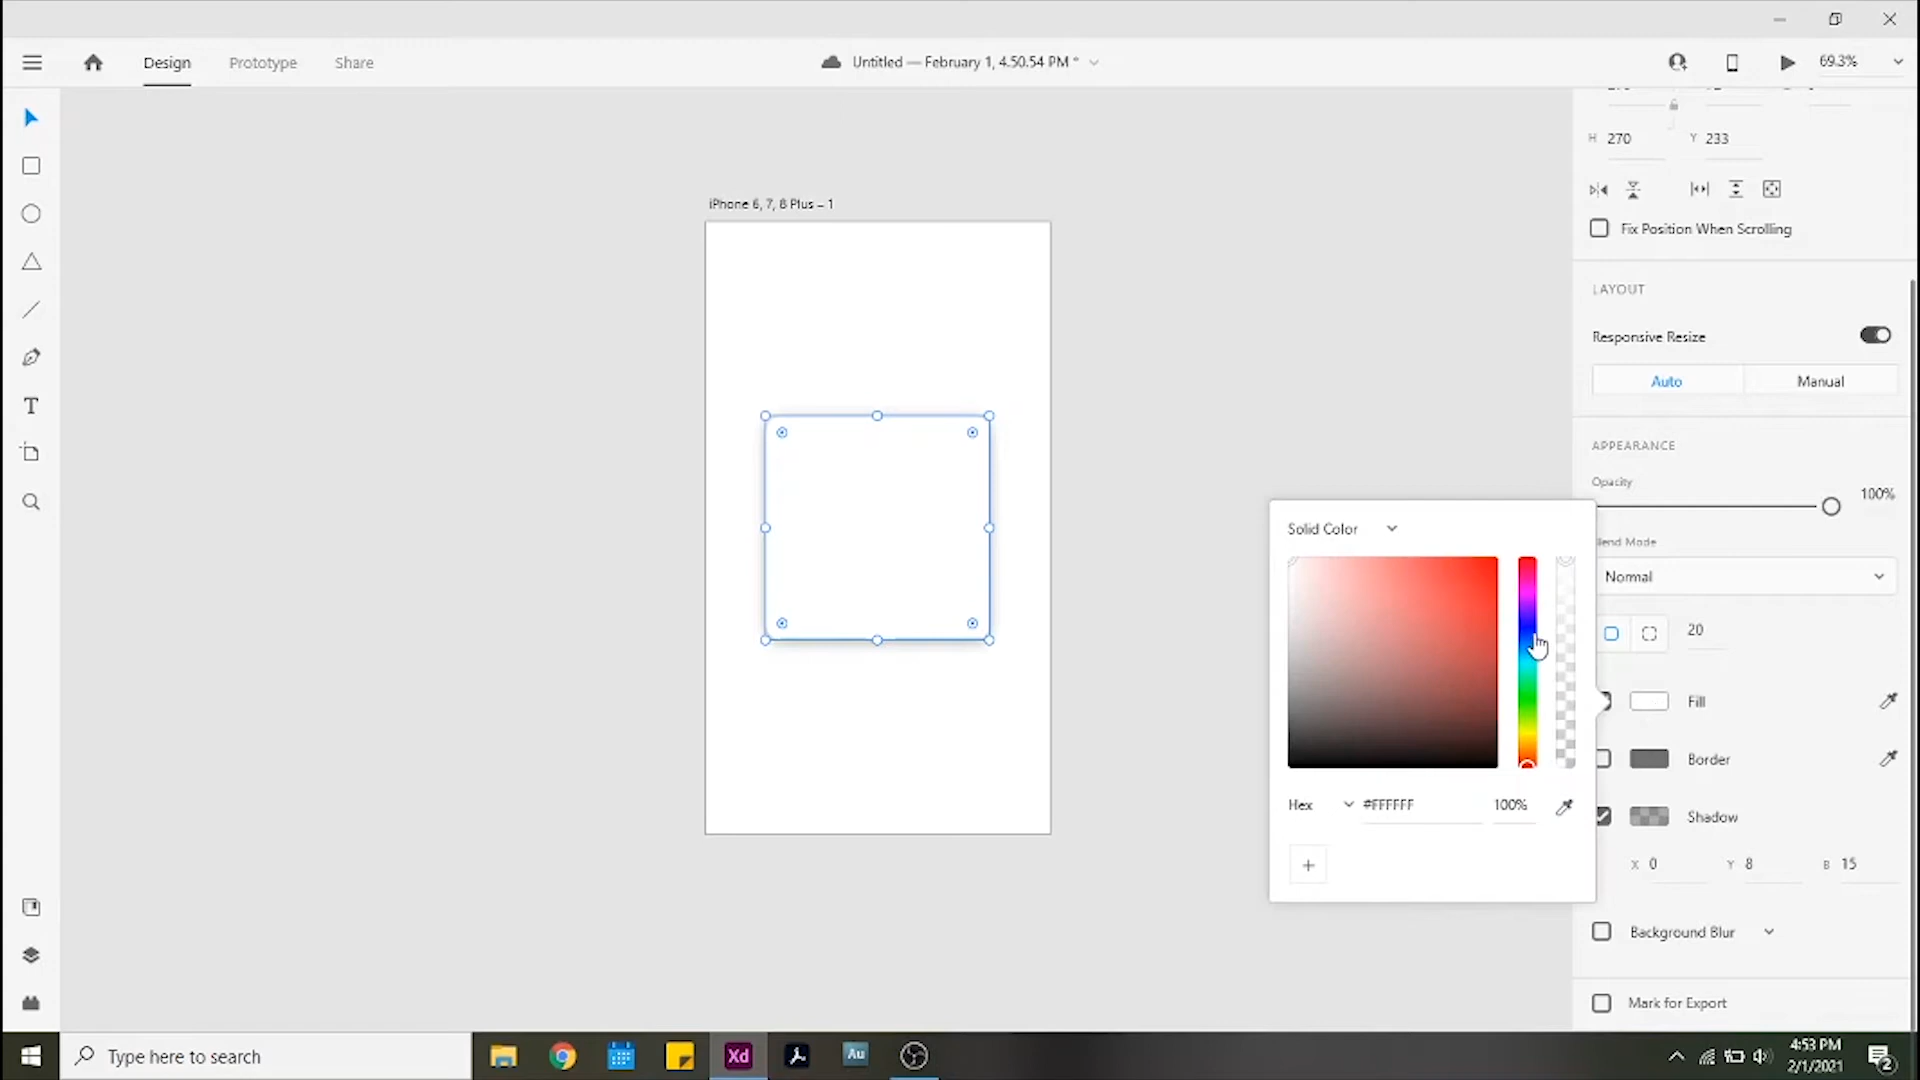 Design
Prototype
Share
Untitled — February 1, 4.50.54 PM *
69.3%
iPhone 6, 7, 8 Plus – 1
H 270
Y 233
Fix Position When Scrolling
LAYOUT
Responsive Resize
Auto
Manual
APPEARANCE
Opacity
100%
Blend Mode
Normal
20
Fill
Border
Shadow
X 0
Y 8
B 15
Background Blur
Mark for Export
Solid Color
Hex
#FFFFFF
100%
Type here to search
Xd
Au
4:53 PM
2/1/2021
2